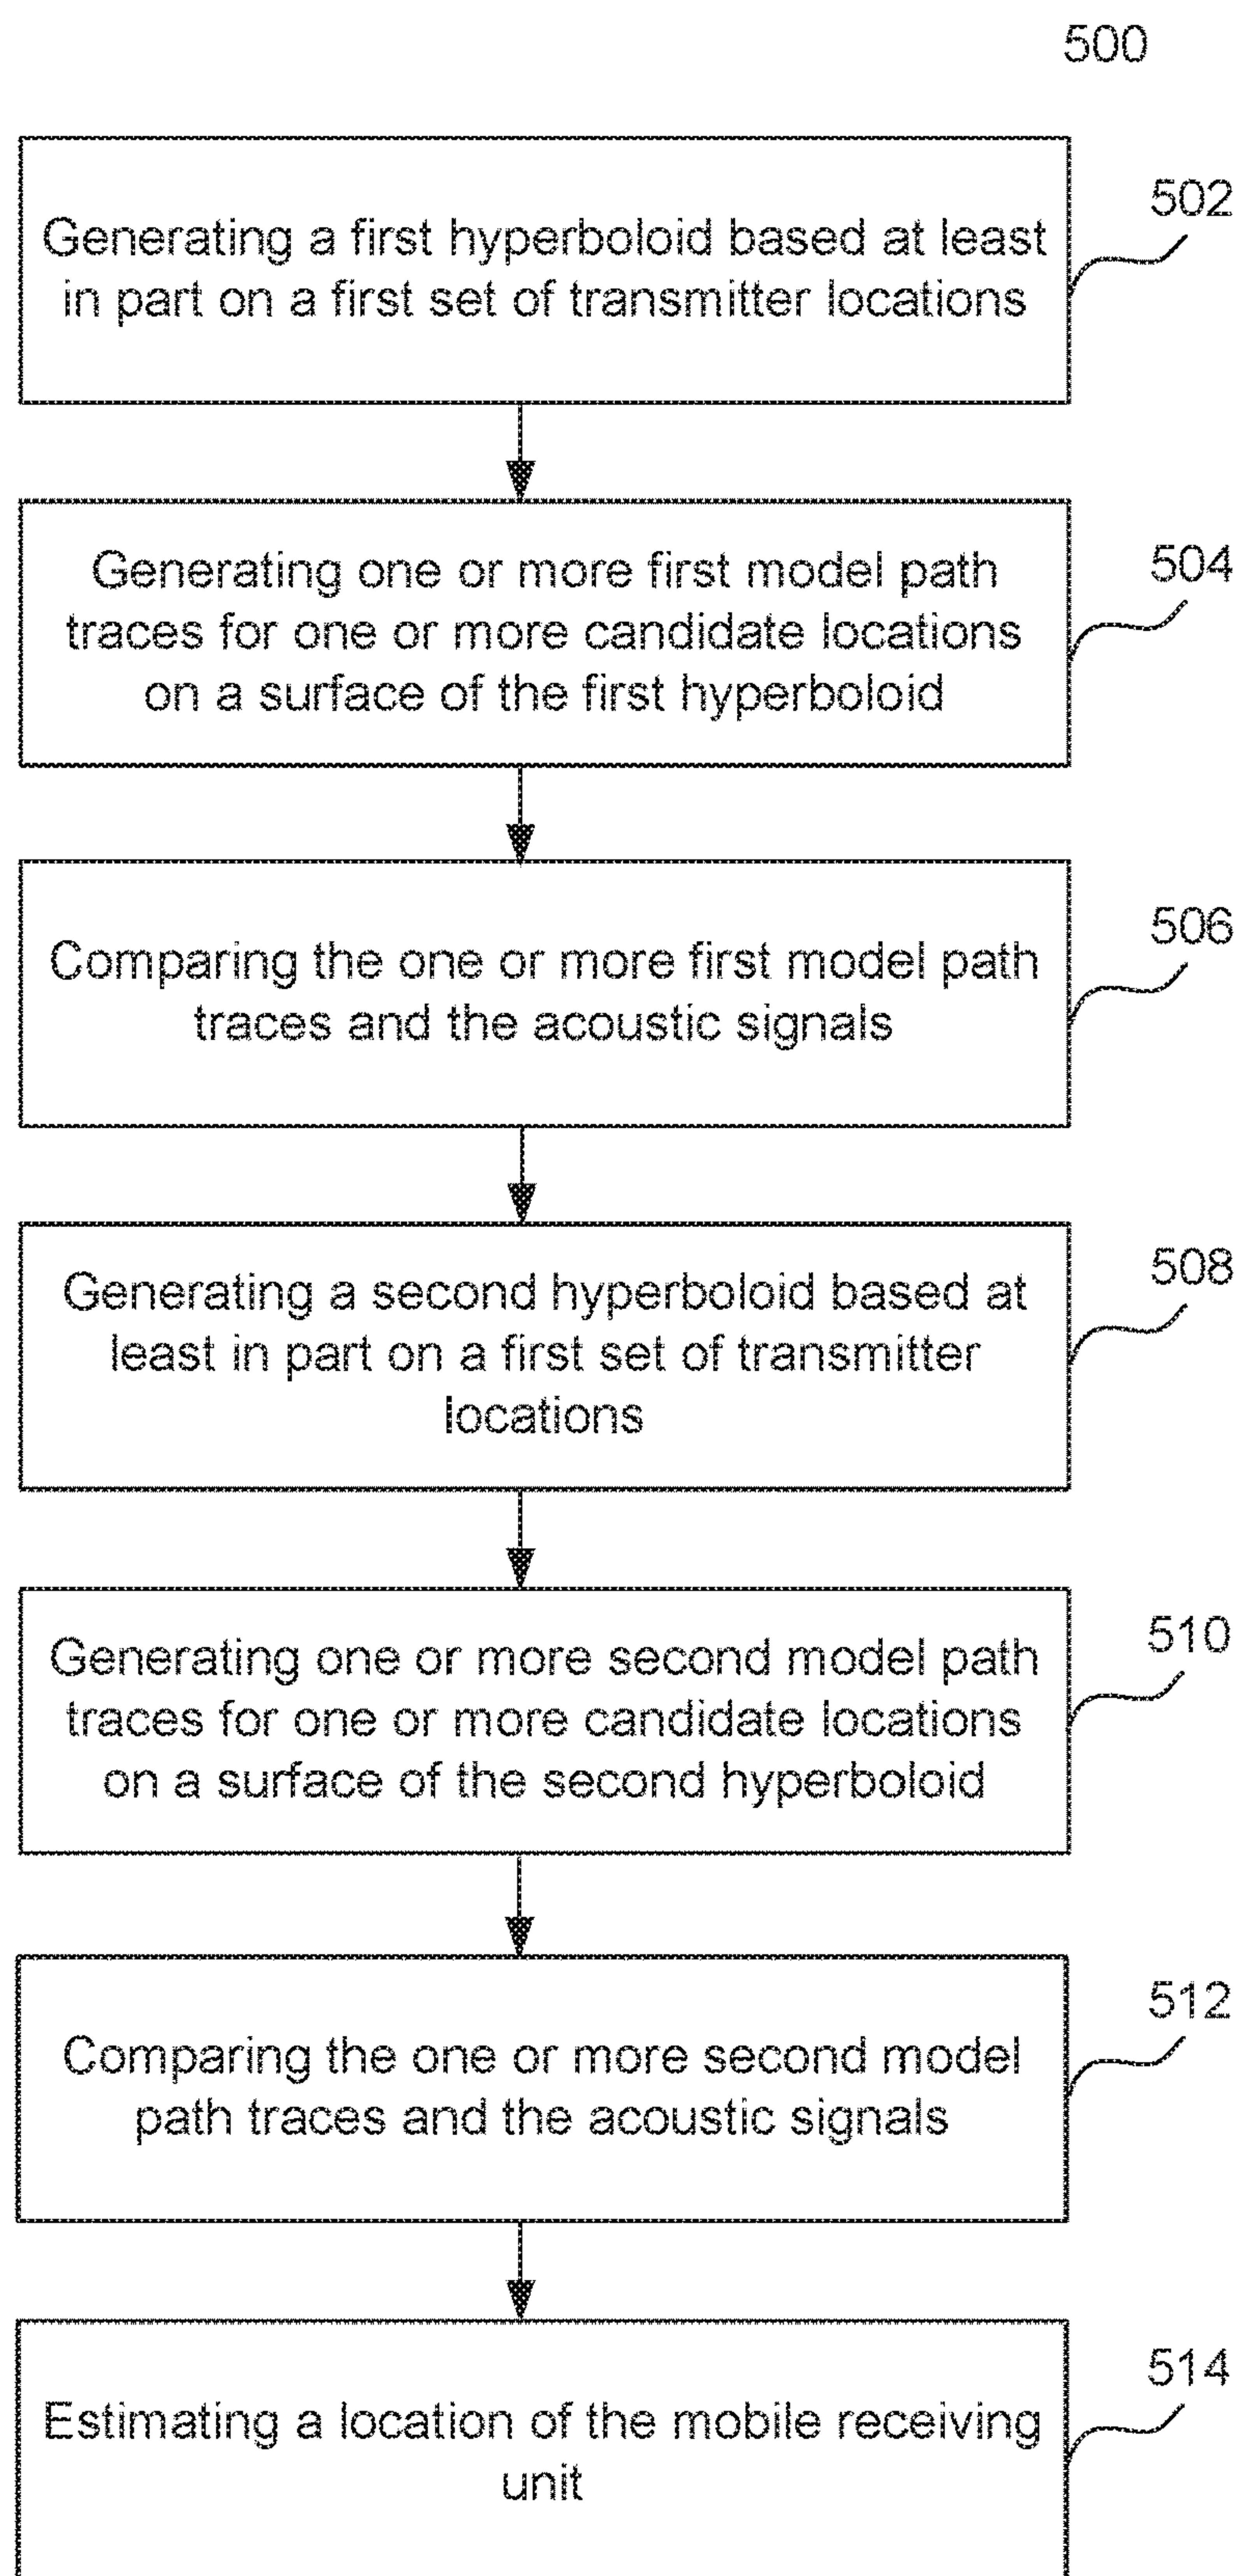 500
Generating a first hyperboloid based at least
in part on a first set of transmitter locations
502
Generating one or more first model path
traces for one or more candidate locations
on a surface of the first hyperboloid
504
Comparing the one or more first model path
traces and the acoustic signals
506
Generating a second hyperboloid based at
least in part on a first set of transmitter
locations
508
Generating one or more second model path
traces for one or more candidate locations
on a surface of the second hyperboloid
510
Comparing the one or more second model
path traces and the acoustic signals
512
Estimating a location of the mobile receiving
unit
514